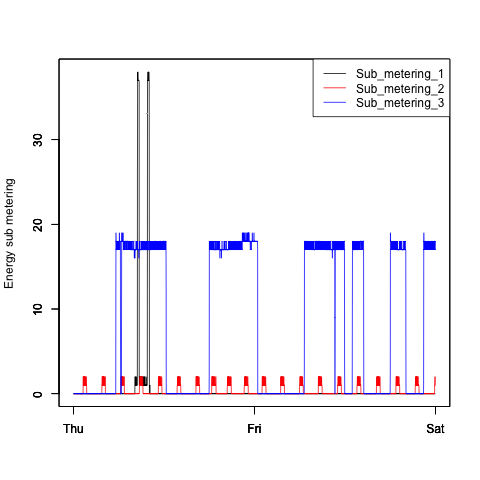 Sub_metering_1
Sub_metering_2
Sub_metering_3
Energy sub metering
30
20
10
0
Thu Fri Sat